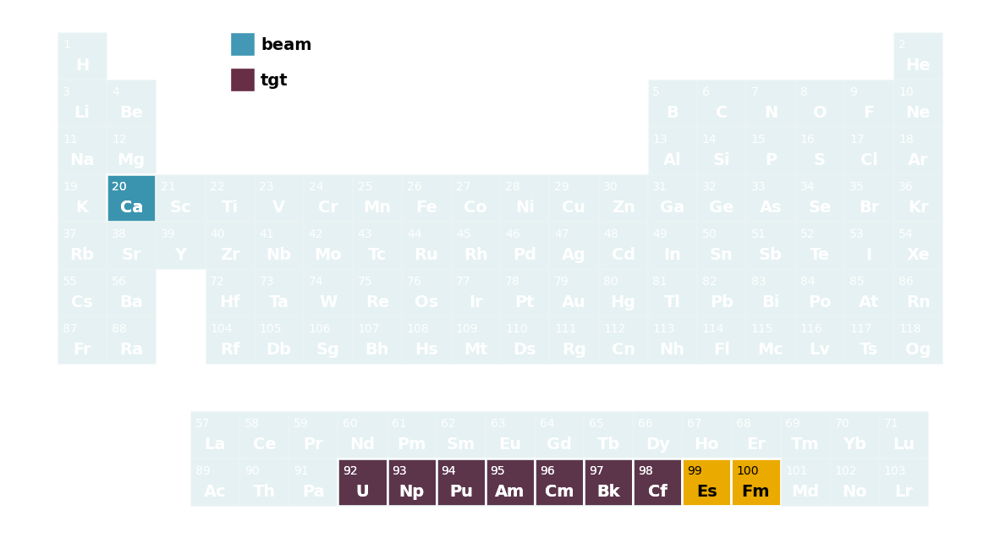 beam
tgt
1 2
H He
3 4 5 6 7 8 9 10
Li Be B C N O F Ne
11 12 13 14 15 16 17 18
Na Mg Al Si P S Cl Ar
19 20 21 22 23 24 25 26 27 28 29 30 31 32 33 34 35 36
K Ca Sc Ti V Cr Mn Fe Co Ni Cu Zn Ga Ge As Se Br Kr
37 38 39 40 41 42 43 44 45 46 47 48 49 50 51 52 53 54
Rb Sr Y Zr Nb Mo Tc Ru Rh Pd Ag Cd In Sn Sb Te I Xe
55 56 72 73 74 75 76 77 78 79 80 81 82 83 84 85 86
Cs Ba Hf Ta W Re Os Ir Pt Au Hg Tl Pb Bi Po At Rn
87 88 104 105 106 107 108 109 110 111 112 113 114 115 116 117 118
Fr Ra Rf Db Sg Bh Hs Mt Ds Rg Cn Nh Fl Mc Lv Ts Og
57 58 59 60 61 62 63 64 65 66 67 68 69 70 71
La Ce Pr Nd Pm Sm Eu Gd Tb Dy Ho Er Tm Yb Lu
89 90 91 92 93 94 95 96 97 98 99 100 101 102 103
Ac Th Pa U Np Pu Am Cm Bk Cf Es Fm Md No Lr